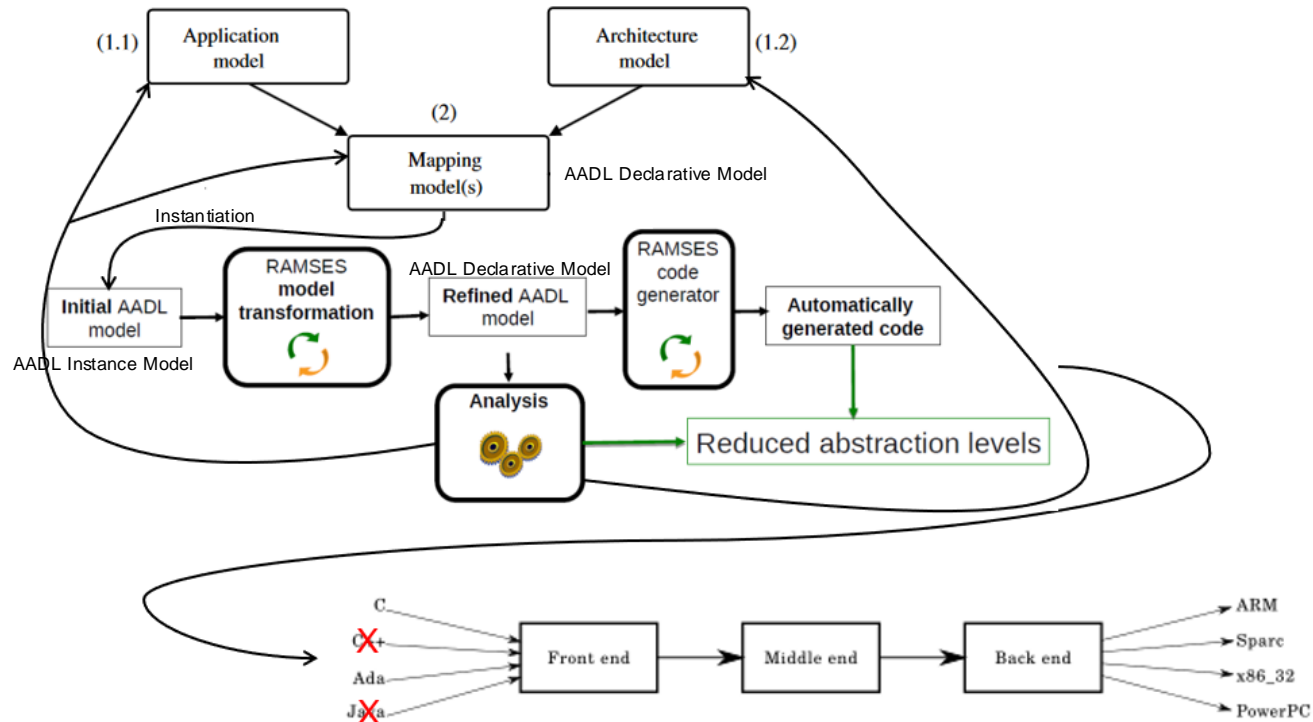 (1.1)
Application
model
Architecture
model
(1.2)
(2)
Mapping
model(s)
AADL Declarative Model
Instantiation
RAMSES
model
transformation
AADL Declarative Model
RAMSES
code
generator
Initial AADL
model
Refined AADL
model
Automatically
generated code
AADL Instance Model
Analysis
Reduced abstraction levels
C
C++
Ada
Java
Front end
Middle end
Back end
ARM
Sparc
x86_32
PowerPC